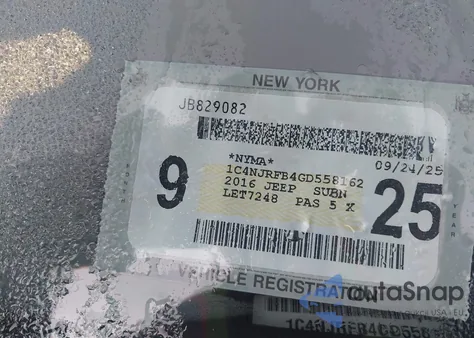 NEW YORK
JB829082
*NYMA* 09/24/25
1C4NJRFB4GD558162
2016 JEEP SUBN
LET7248 PAS 5 X
9 25
VEHICLE REGISTRATION
autoSnap
1C4NJRFB4GD558